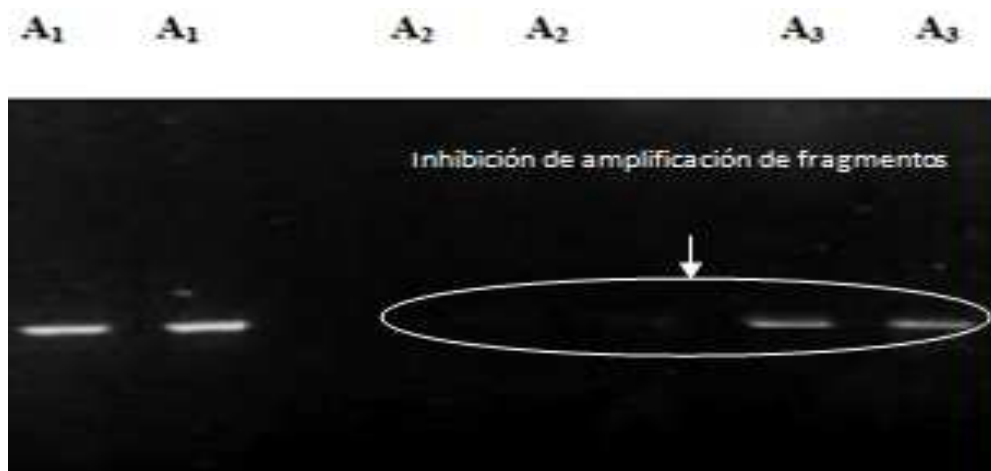 A₁ A₁ A₂ A₂ A₃ A₃
Inhibición de amplificación de fragmentos